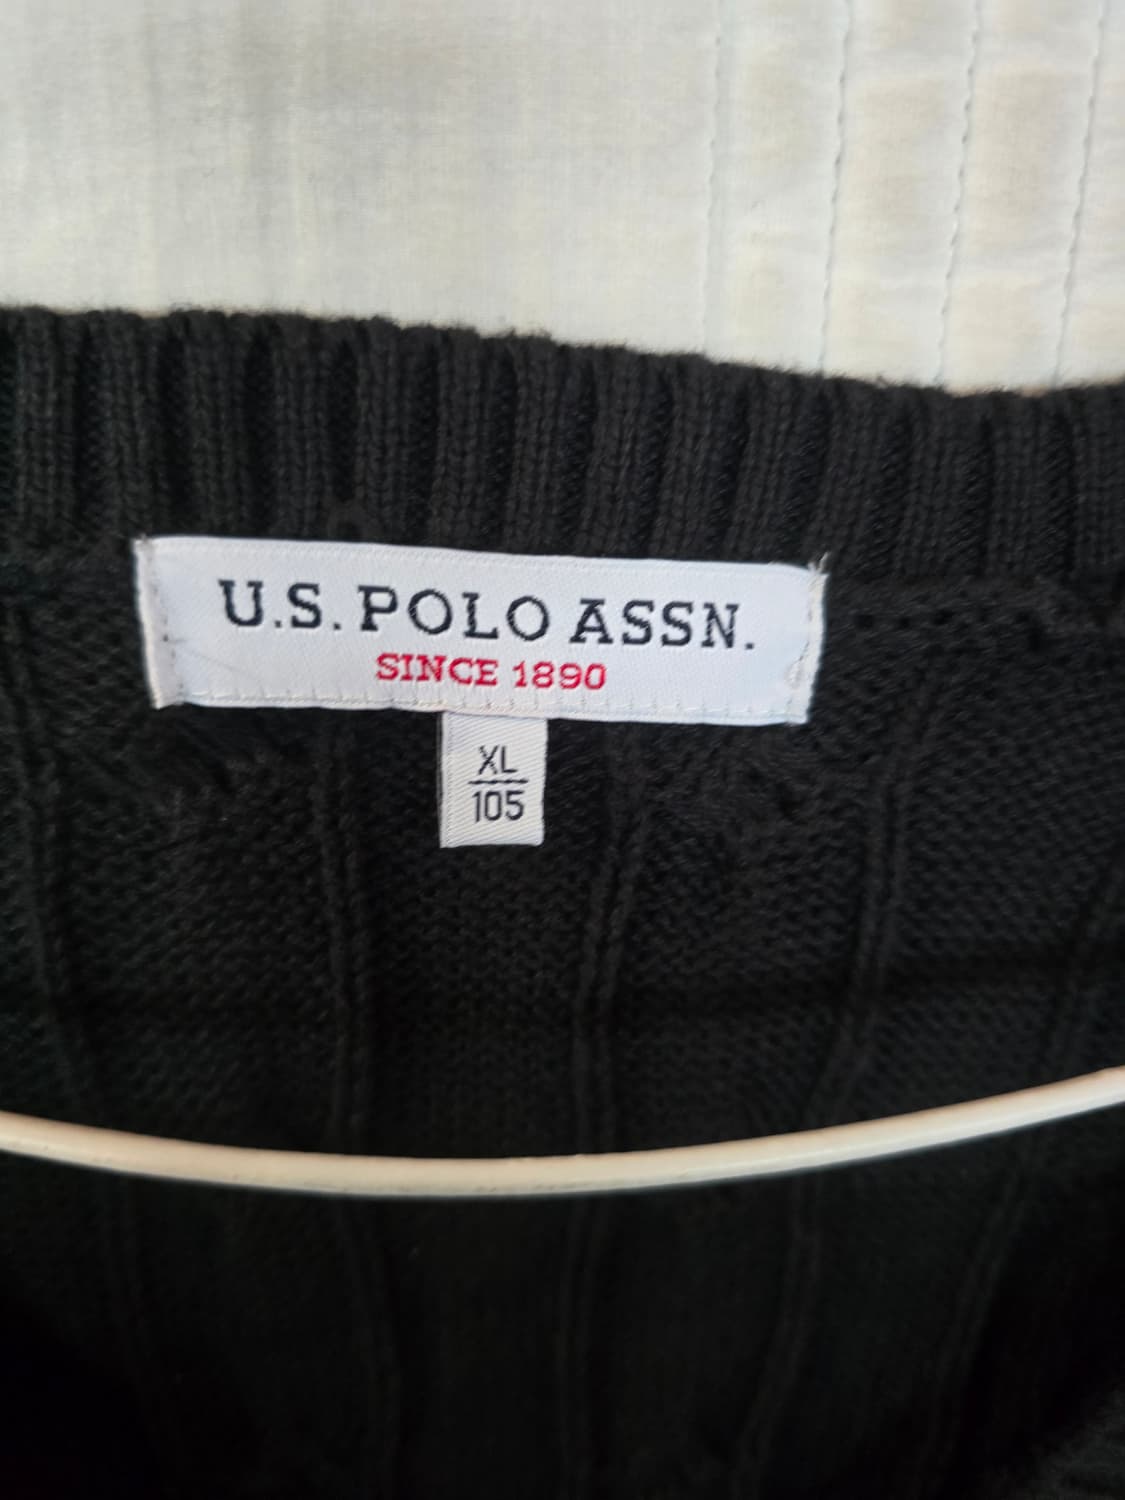 U.S. POLO ASSN.
SINCE 1890
XL
105